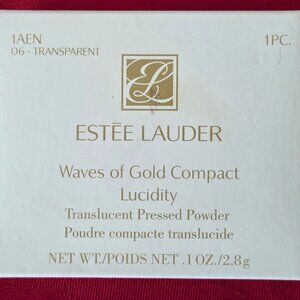 1AEN 1PC.
06 - TRANSPARENT
EL
ESTĒE LAUDER
Waves of Gold Compact
Lucidity
Translucent Pressed Powder
Poudre compacte translucide
NET WT./POIDS NET .1 OZ./2.8g